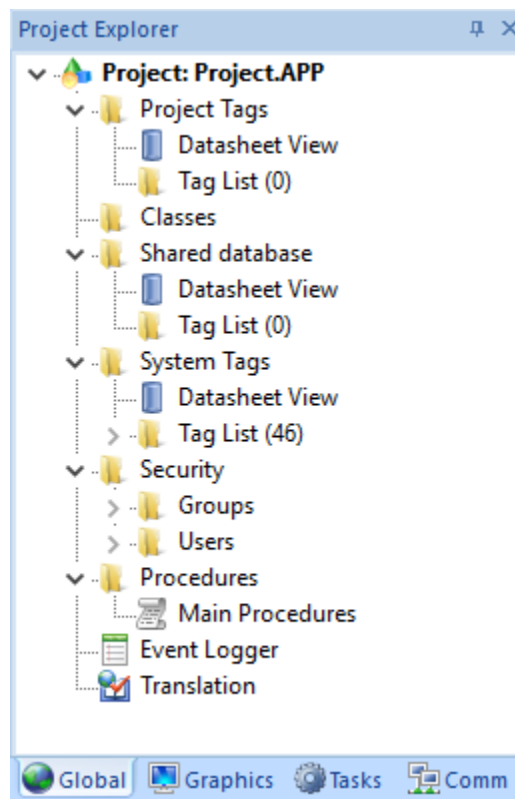 Project Explorer
Project: Project.APP
Project Tags
Datasheet View
Tag List (0)
Classes
Shared database
Datasheet View
Tag List (0)
System Tags
Datasheet View
Tag List (46)
Security
Groups
Users
Procedures
Main Procedures
Event Logger
Translation
Global Graphics Tasks Comm